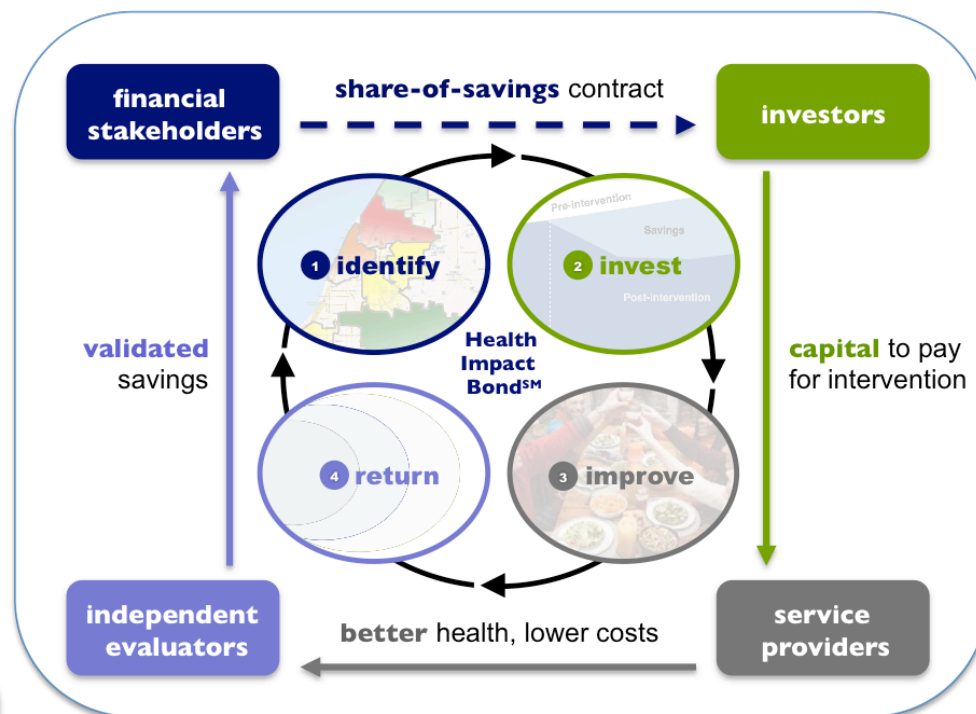 financial
stakeholders
share-of-savings contract
investors
Pre-intervention
Savings
Post-intervention
1 identify
2 invest
Health
Impact
Bond℠
validated
savings
capital to pay
for intervention
4 return
3 improve
independent
evaluators
better health, lower costs
service
providers